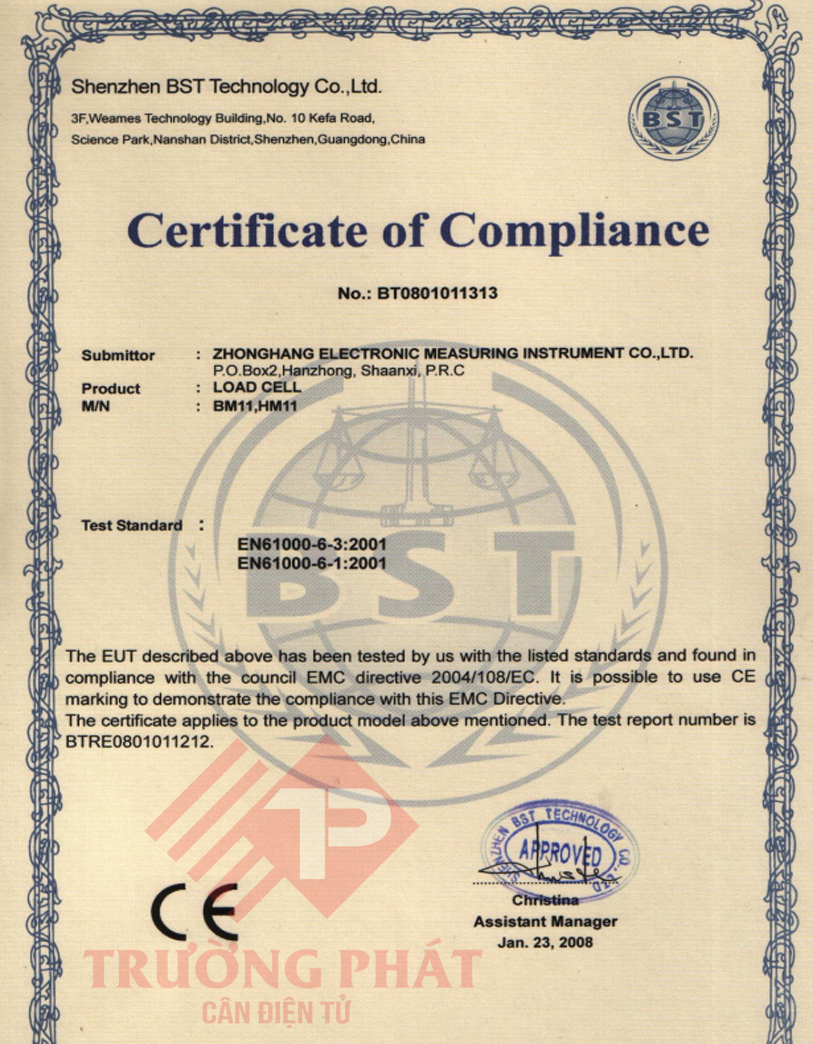 Shenzhen BST Technology Co.,Ltd.
3F,Weames Technology Building,No. 10 Kefa Road,
Science Park,Nanshan District,Shenzhen,Guangdong,China
BST
Certificate of Compliance
No.: BT0801011313
Submittor : ZHONGHANG ELECTRONIC MEASURING INSTRUMENT CO.,LTD.
P.O.Box2,Hanzhong, Shaanxi, P.R.C
Product : LOAD CELL
M/N : BM11,HM11
Test Standard :
EN61000-6-3:2001
EN61000-6-1:2001
BST
The EUT described above has been tested by us with the listed standards and found in
compliance with the council EMC directive 2004/108/EC. It is possible to use CE
marking to demonstrate the compliance with this EMC Directive.
The certificate applies to the product model above mentioned. The test report number is
BTRE0801011212.
TP
SHENZHEN BST TECHNOLOGY CO.,LTD
APPROVED
CE
Christina
Assistant Manager
Jan. 23, 2008
TRƯỜNG PHÁT
CÂN ĐIỆN TỬ